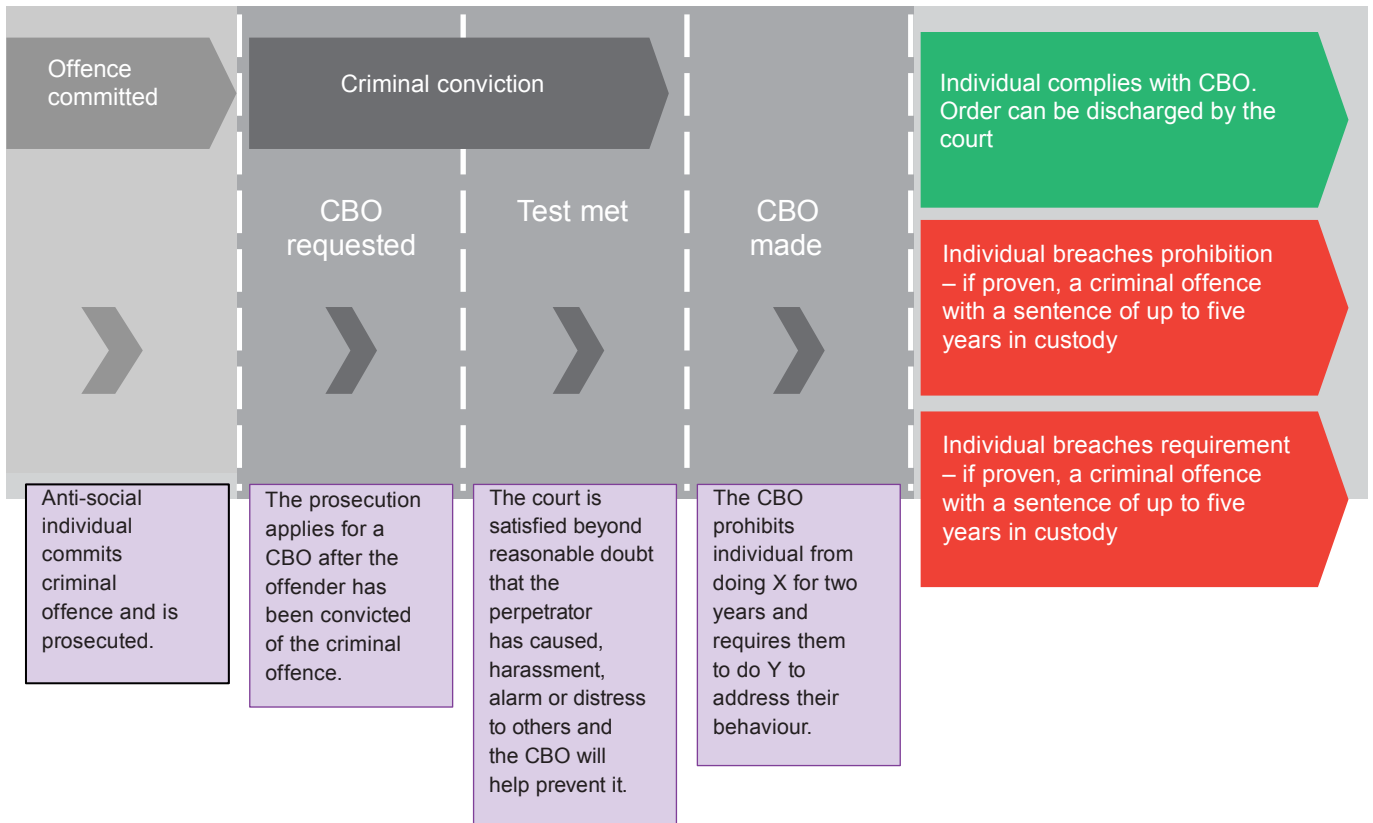 Offence
committed
Criminal conviction
CBO
requested
Test met
CBO
made
Individual complies with CBO.
Order can be discharged by the
court
Individual breaches prohibition
– if proven, a criminal offence
with a sentence of up to five
years in custody
Individual breaches requirement
– if proven, a criminal offence
with a sentence of up to five
years in custody
Anti-social
individual
commits
criminal
offence and is
prosecuted.
The prosecution
applies for a
CBO after the
offender has
been convicted
of the criminal
offence.
The court is
satisfied beyond
reasonable doubt
that the
perpetrator
has caused,
harassment,
alarm or distress
to others and
the CBO will
help prevent it.
The CBO
prohibits
individual from
doing X for two
years and
requires them
to do Y to
address their
behaviour.